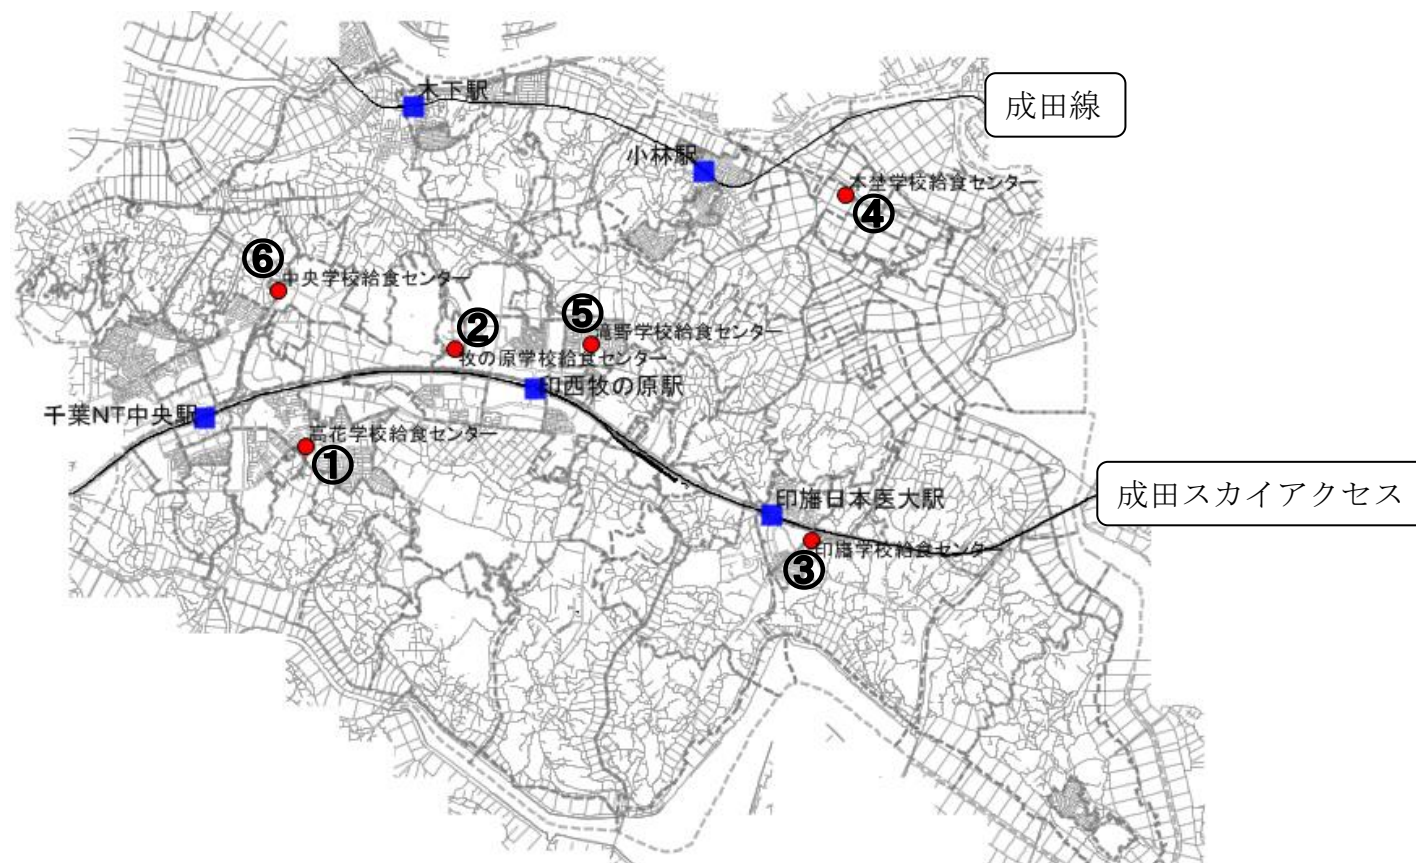 木下駅
成田線
小林駅
本埜学校給食センター
④
⑥
中央学校給食センター
②
⑤
滝野学校給食センター
牧の原学校給食センター
印西牧の原駅
千葉NT中央駅
高花学校給食センター
①
成田スカイアクセス
印旛日本医大駅
印旛学校給食センター
③